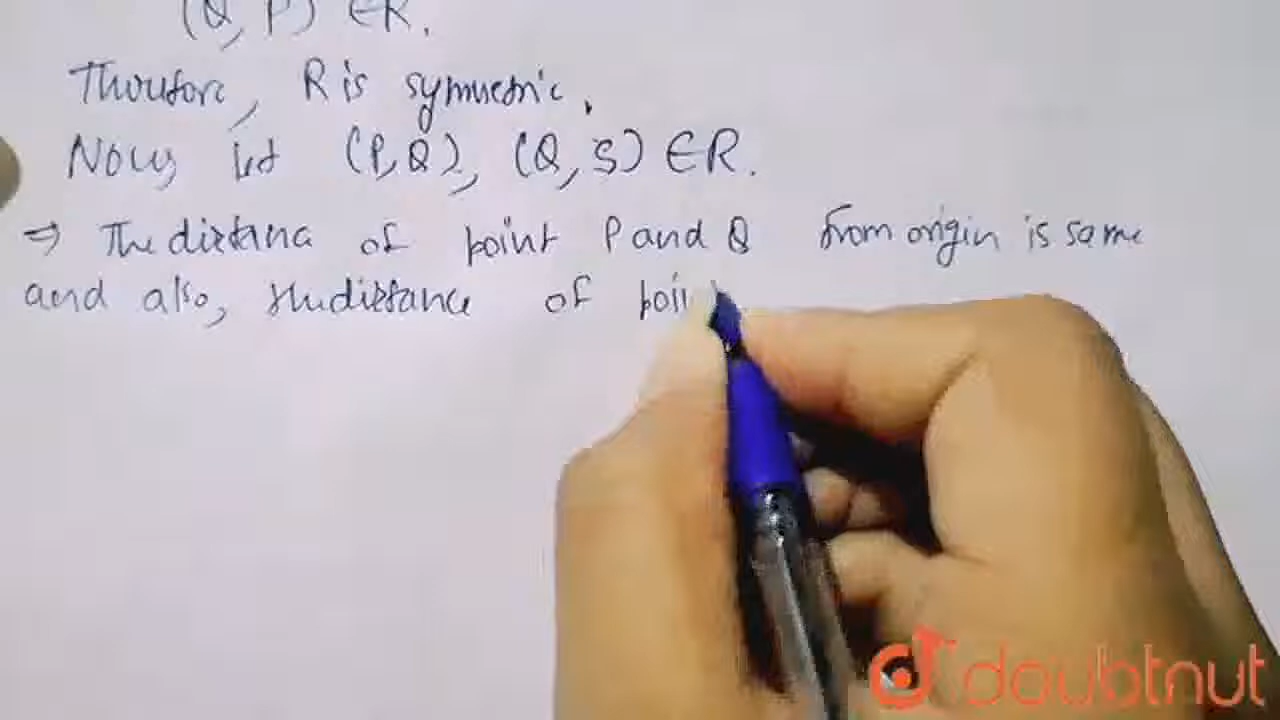 (Q, P) ∈ R.
Therefore, R is symmetric.
Now, let (P, Q), (Q, S) ∈ R.
⇒ The distance of point P and Q from origin is same
and also, the distance of poi
doubtnut